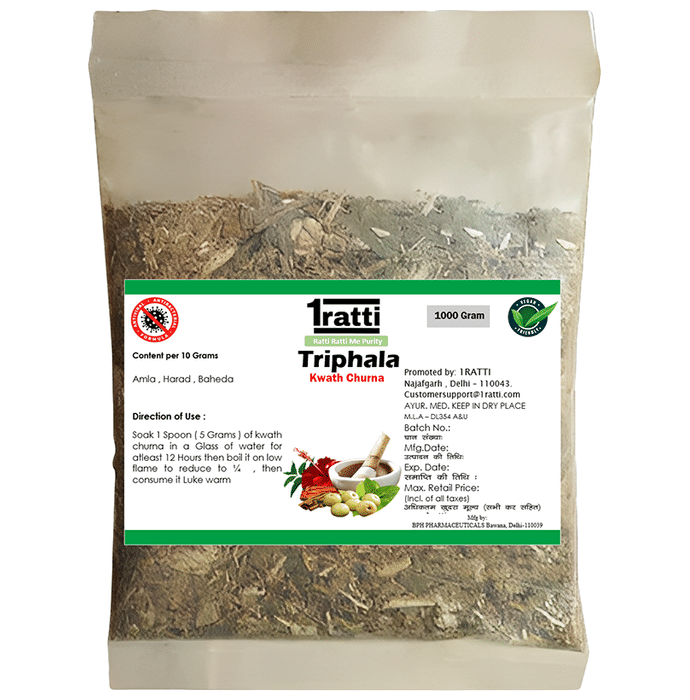 ANTIVIRAL / ANTIBACTERIAL
FORMULA
1ratti
Ratti Ratti Me Purity
Triphala
Kwath Churna
1000 Gram
VEGAN
FRIENDLY
Content per 10 Grams
Amla , Harad , Baheda
Direction of Use :
Soak 1 Spoon ( 5 Grams ) of kwath
churna in a Glass of water for
atleast 12 Hours then boil it on low
flame to reduce to ¼ , then
consume it Luke warm
Promoted by: 1RATTI
Najafgarh , Delhi - 110043.
Customersupport@1ratti.com
AYUR. MED. KEEP IN DRY PLACE
M.L.A – DL354 A&U
Batch No.:
घान संख्याः
Mfg.Date:
उत्पादन की तिथिः
Exp. Date:
समाप्ति की तिथि :
Max. Retail Price:
(Incl. of all taxes)
अधिकतम खुदरा मूल्य (सभी कर सहित)
Mfg by:
BPH PHARMACEUTICALS Bawana, Delhi-110039